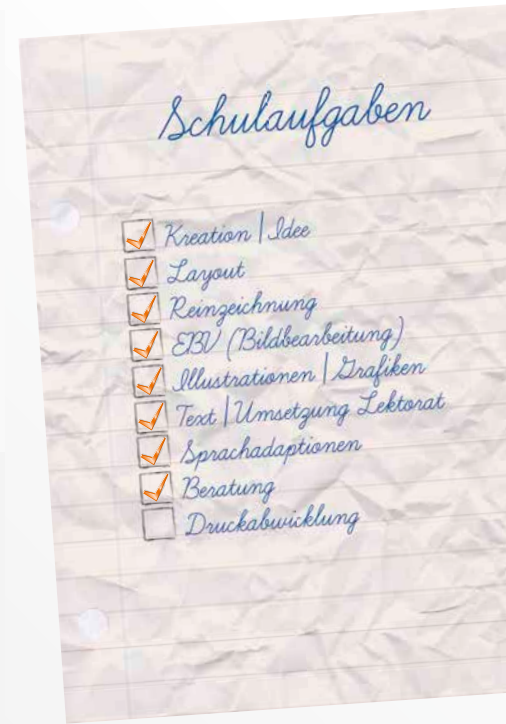 Schulaufgaben
Kreation | Idee
Layout
Reinzeichnung
EBV (Bildbearbeitung)
Illustrationen | Grafiken
Text | Umsetzung Lektorat
Sprachadaptionen
Beratung
Druckabwicklung